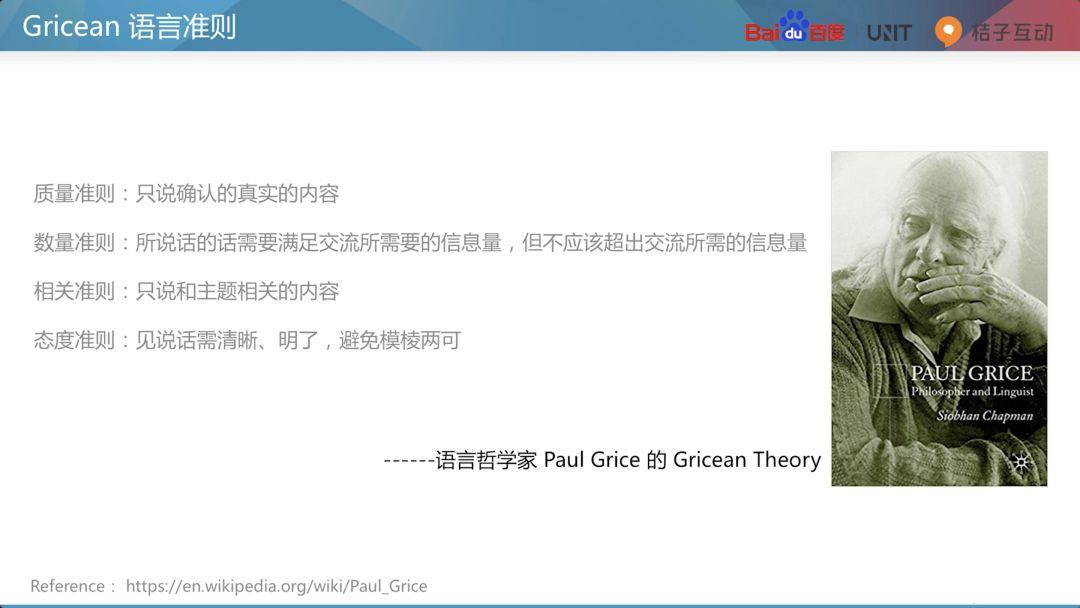 Gricean 语言准则
Bai du 百度 UNIT 桔子互动
质量准则：只说确认的真实的内容
数量准则：所说话的话需要满足交流所需要的信息量，但不应该超出交流所需的信息量
相关准则：只说和主题相关的内容
态度准则：见说话需清晰、明了，避免模棱两可
PAUL GRICE
Philosopher and Linguist
Siobhan Chapman
------语言哲学家 Paul Grice 的 Gricean Theory
Reference： https://en.wikipedia.org/wiki/Paul_Grice